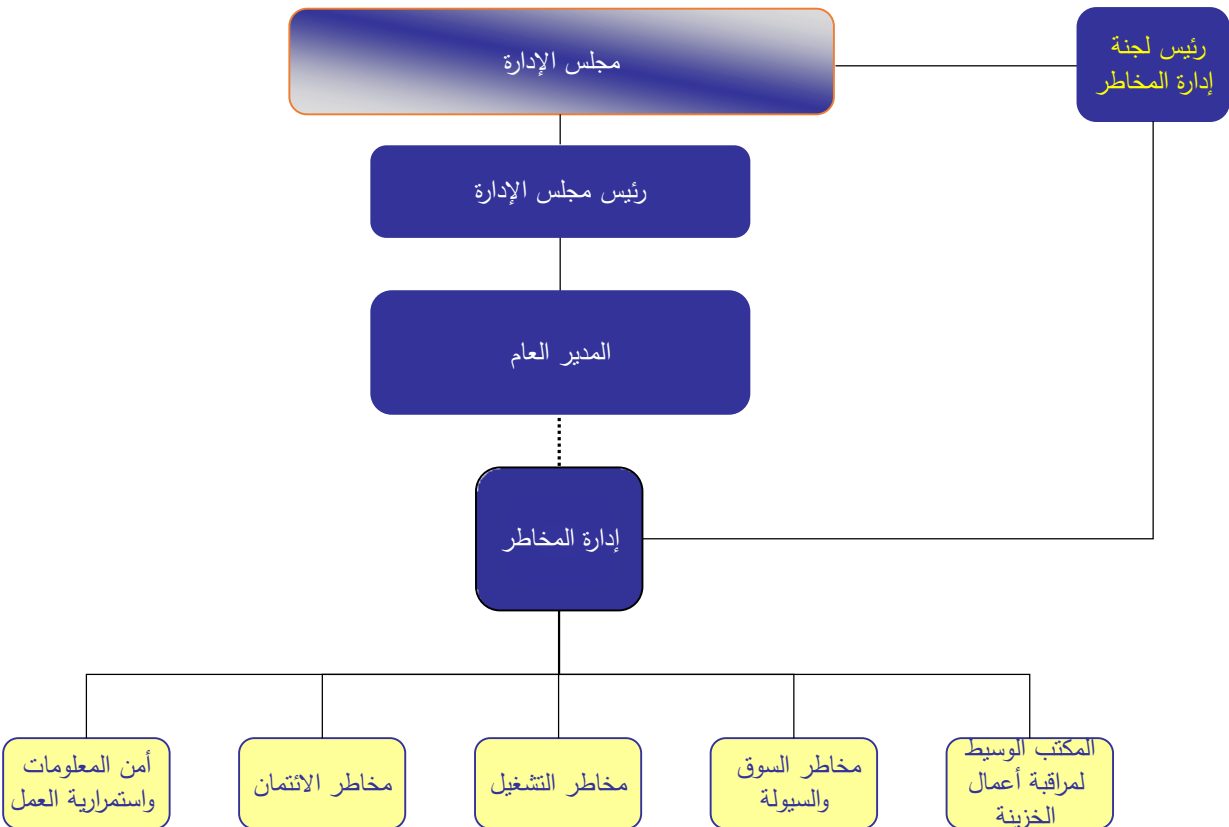 مجلس الإدارة
رئيس لجنة
إدارة المخاطر
رئيس مجلس الإدارة
المدير العام
إدارة المخاطر
المكتب الوسيط
لمراقبة أعمال
الخزينة
مخاطر السوق
والسيولة
مخاطر التشغيل
مخاطر الائتمان
أمن المعلومات
واستمرارية العمل